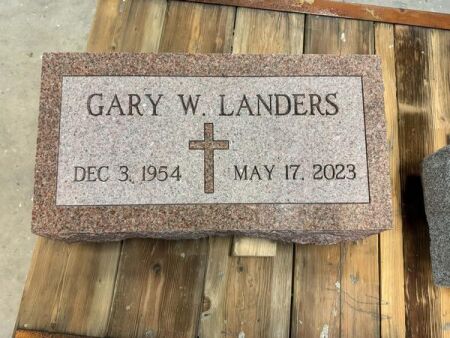 GARY W. LANDERS
DEC 3, 1954 MAY 17, 2023